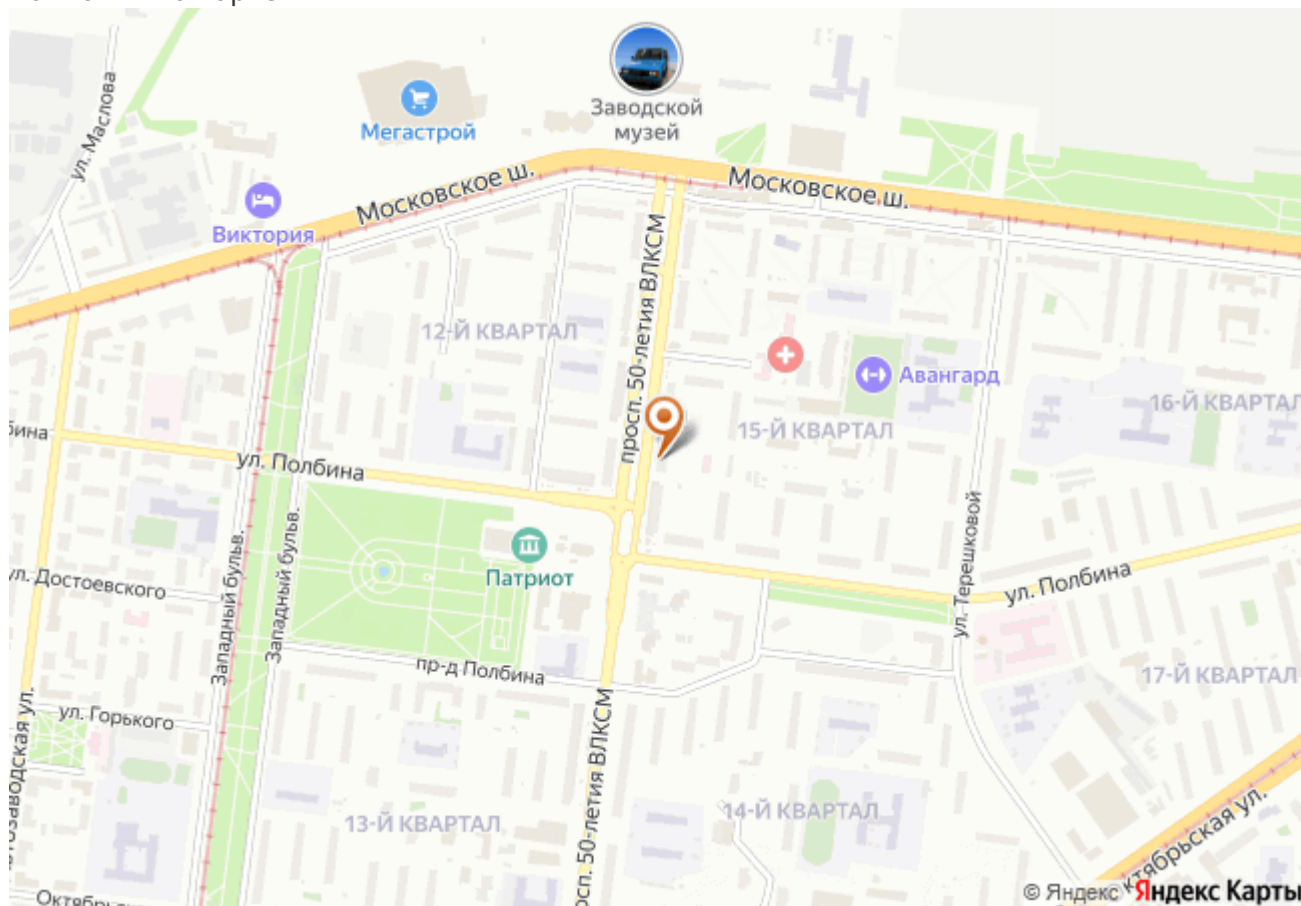 ул. Маслова
Мегастрой
Заводской
музей
Московское ш.
Московское ш.
Виктория
12-Й КВАРТАЛ
просп. 50-летия ВЛКСМ
Авангард
16-Й КВАРТАЛ
15-Й КВАРТАЛ
ул. Полбина
Патриот
ул. Терешковой
ул. Полбина
ул. Достоевского
Западный бульв.
Западный бульв.
пр-д Полбина
17-Й КВАРТАЛ
ул. Горького
13-Й КВАРТАЛ
14-Й КВАРТАЛ
50-летия ВЛКСМ
© Яндекс Яндекс Карты